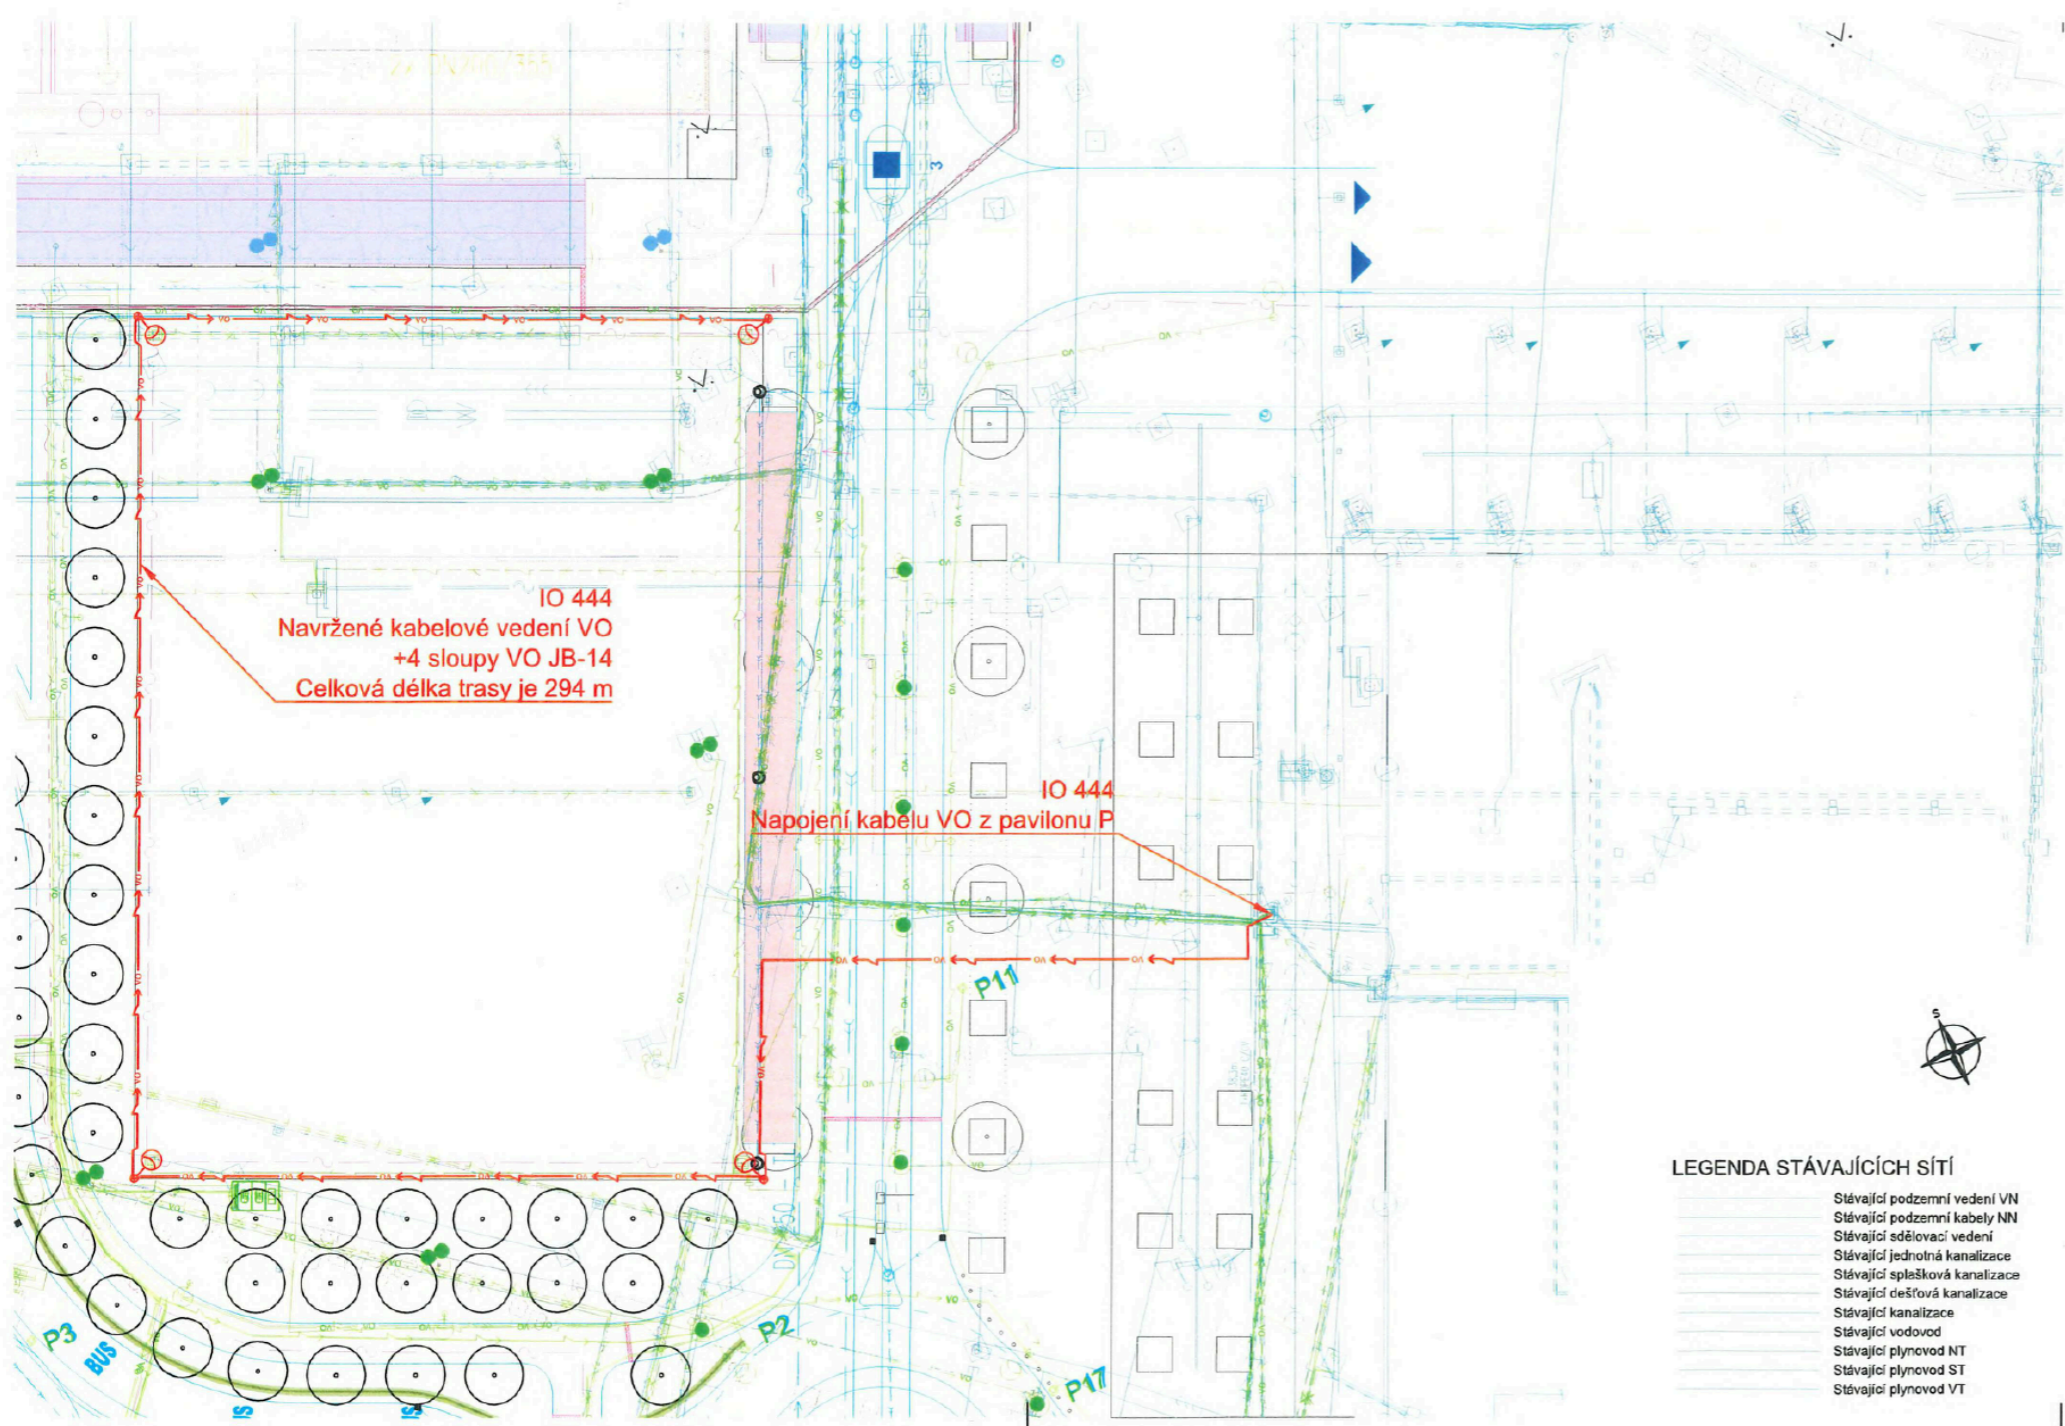 3
IO 444
Navržené kabelové vedení VO
+4 sloupy VO JB-14
Celková délka trasy je 294 m
IO 444
Napojení kabelu VO z pavilonu P
P11
S
LEGENDA STÁVAJÍCÍCH SÍTÍ
Stávající podzemní vedení VN
Stávající podzemní kabely NN
Stávající sdělovací vedení
Stávající jednotná kanalizace
Stávající splašková kanalizace
Stávající dešťová kanalizace
Stávající kanalizace
Stávající vodovod
Stávající plynovod NT
Stávající plynovod ST
Stávající plynovod VT
P3
BUS
P2
P17
VO